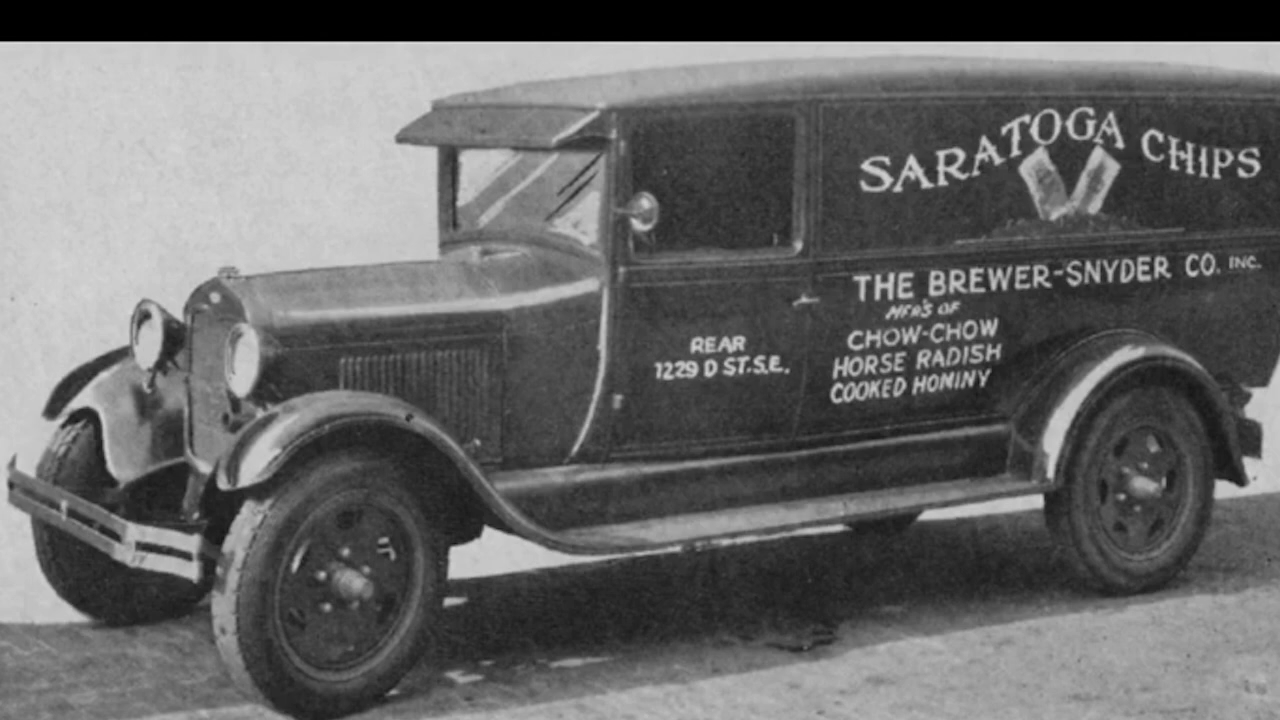 SARATOGA CHIPS
THE BREWER-SNYDER CO. INC.
MFR'S OF
CHOW-CHOW
HORSE RADISH
COOKED HOMINY
REAR
1229 D ST. S.E.